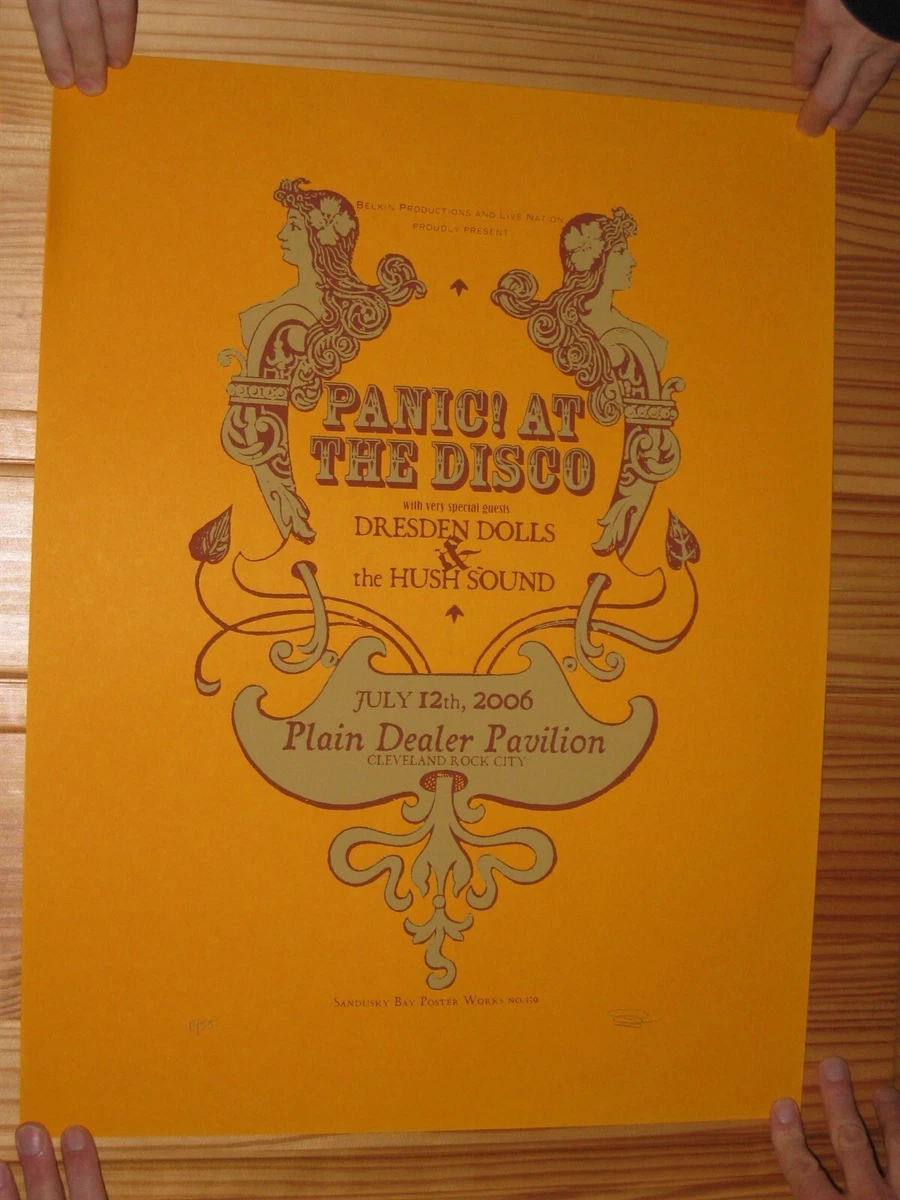 Belkin Productions and Live Nation
proudly present
PANIC! AT
THE DISCO
with very special guests
DRESDEN DOLLS
&
the HUSH SOUND
JULY 12th, 2006
Plain Dealer Pavilion
CLEVELAND ROCK CITY
Sandusky Bay Poster Works no.